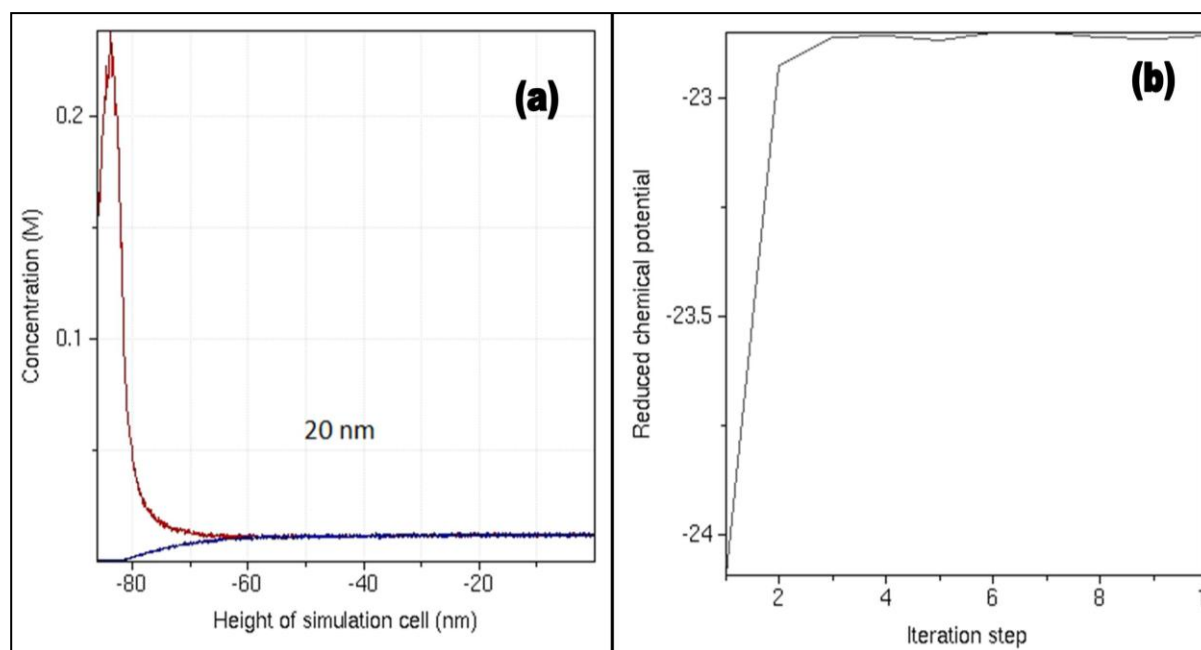 (a)
0.2
0.1
Concentration (M)
20 nm
-80 -60 -40 -20
Height of simulation cell (nm)
(b)
-23
-23.5
-24
Reduced chemical potential
2 4 6 8 1
Iteration step